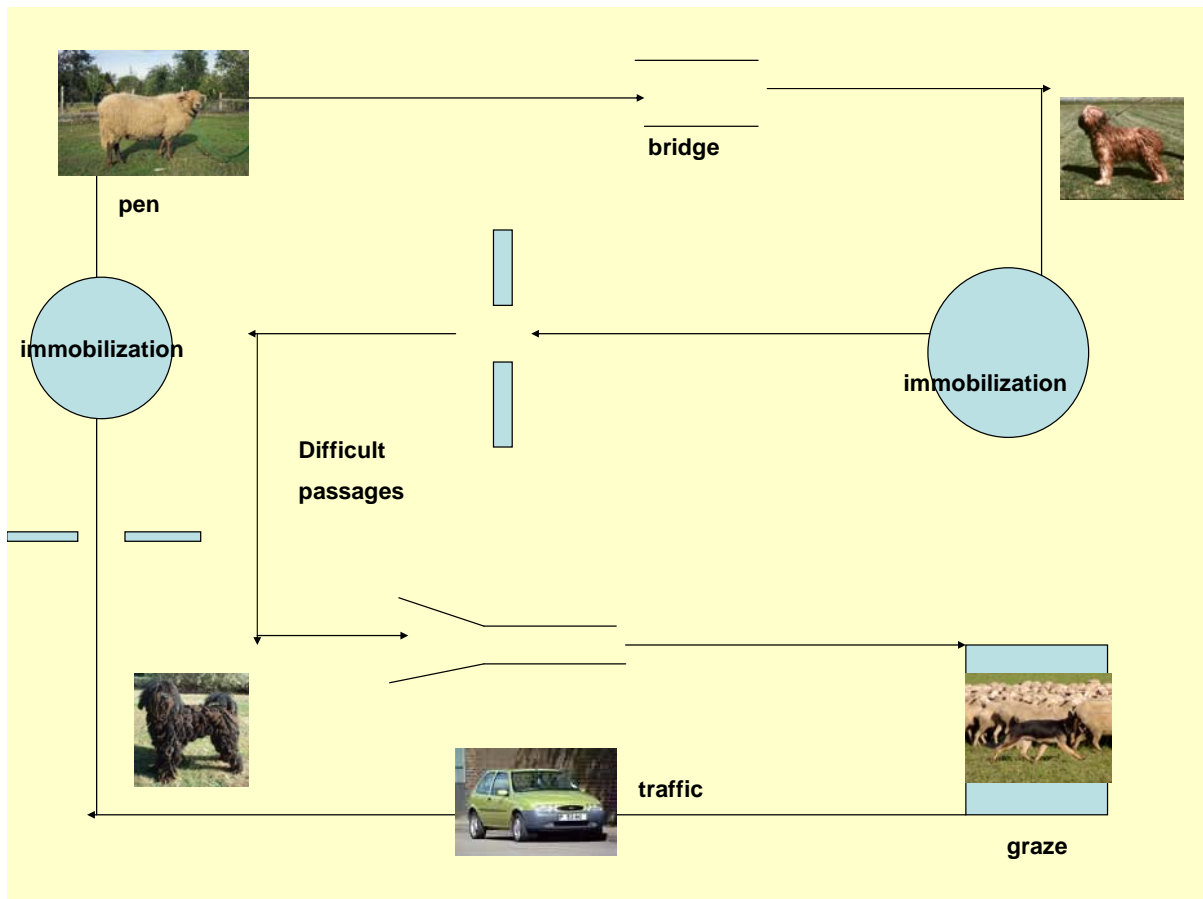 bridge
pen
immobilization
immobilization
Difficult
passages
traffic
graze